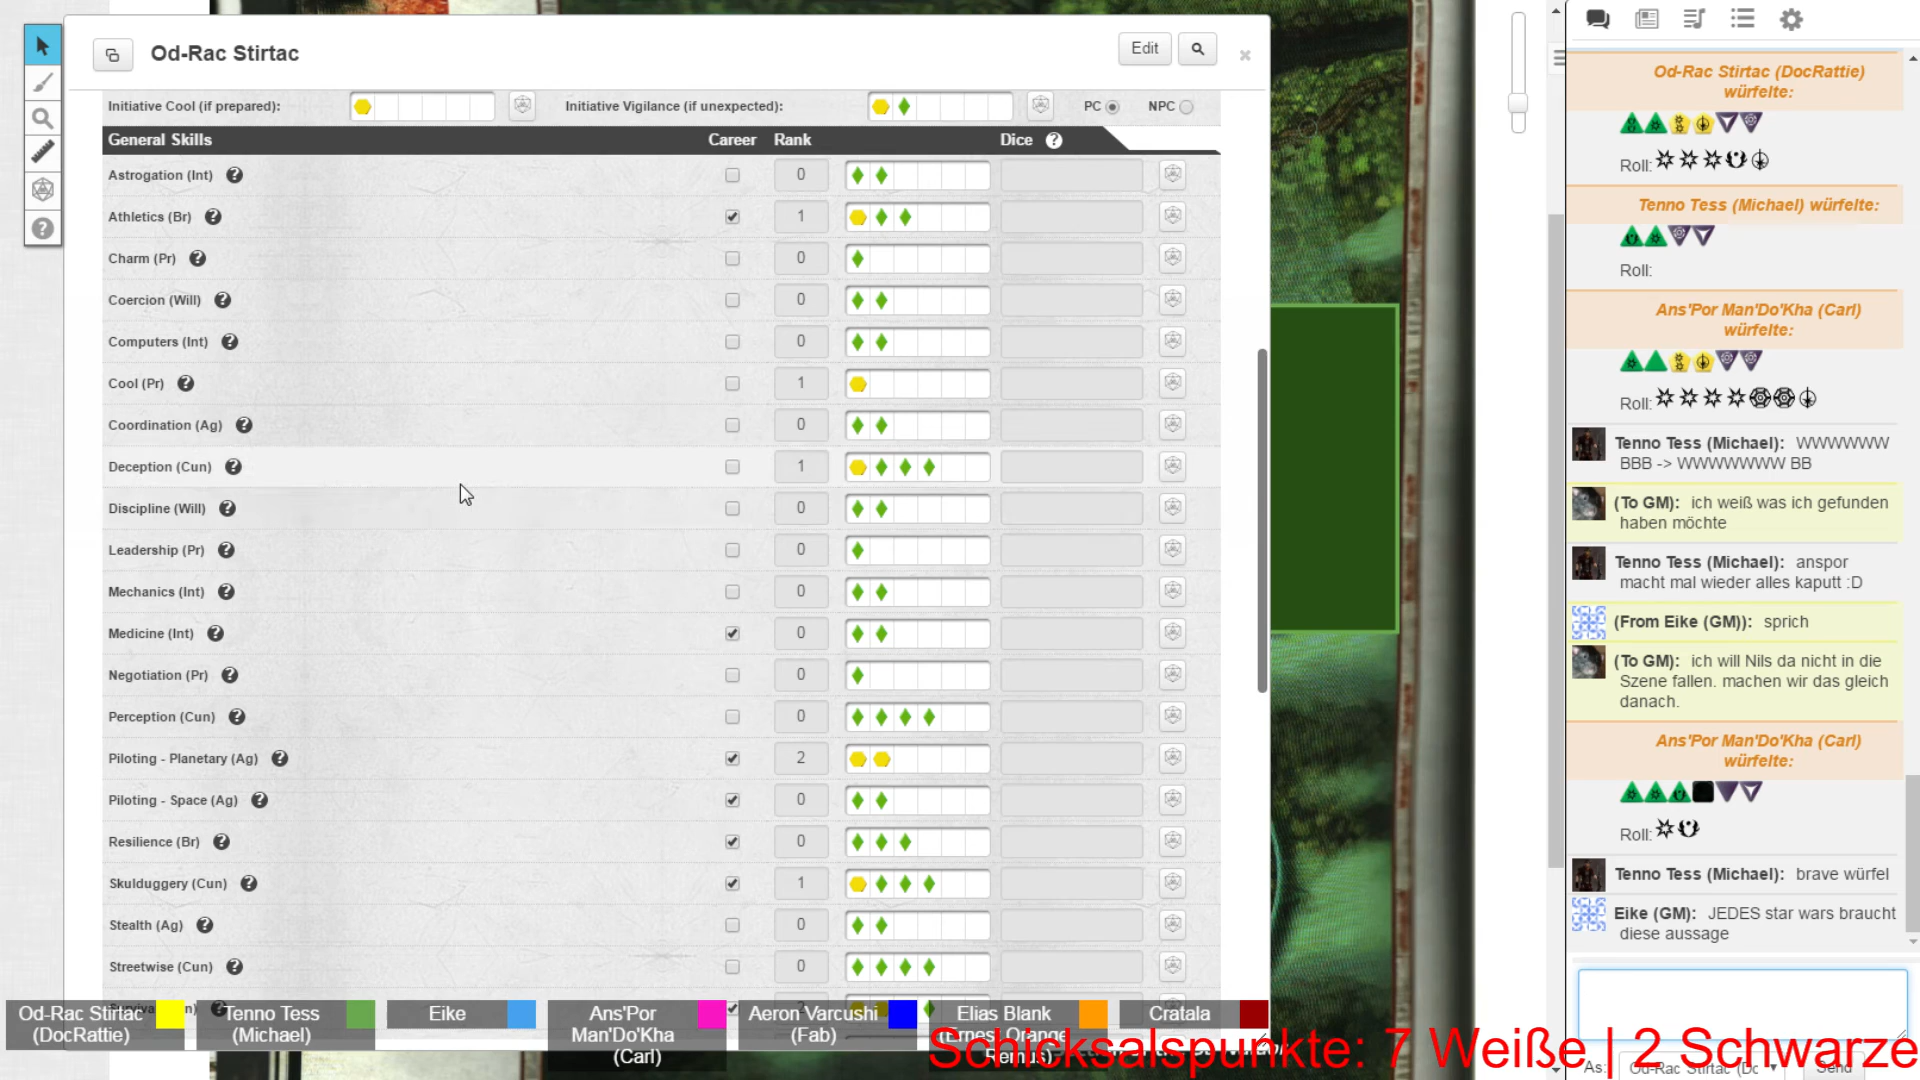 Od-Rac Stirtac
Edit
Initiative Cool (if prepared):
Initiative Vigilance (if unexpected):
PC
NPC
General Skills
Career
Rank
Dice
Astrogation (Int)
0
Athletics (Br)
1
Charm (Pr)
0
Coercion (Will)
0
Computers (Int)
0
Cool (Pr)
1
Coordination (Ag)
0
Deception (Cun)
1
Discipline (Will)
0
Leadership (Pr)
0
Mechanics (Int)
0
Medicine (Int)
0
Negotiation (Pr)
0
Perception (Cun)
0
Piloting - Planetary (Ag)
2
Piloting - Space (Ag)
0
Resilience (Br)
0
Skulduggery (Cun)
1
Stealth (Ag)
0
Streetwise (Cun)
0
Od-Rac Stirtac
(DocRattie)
Tenno Tess
(Michael)
Eike
Ans'Por
Man'Do'Kha
(Carl)
Aeron Varcushi
(Fab)
Elias Blank
(Ernest Orange
Remus)
Cratala
Schicksalspunkte: 7 Weiße | 2 Schwarze
Od-Rac Stirtac (DocRattie)
würfelte:
Roll:
Tenno Tess (Michael) würfelte:
Roll:
Ans'Por Man'Do'Kha (Carl)
würfelte:
Roll:
Tenno Tess (Michael): WWWWWW
BBB -> WWWWWWW BB
(To GM): ich weiß was ich gefunden
haben möchte
Tenno Tess (Michael): anspor
macht mal wieder alles kaputt :D
(From Eike (GM)): sprich
(To GM): ich will Nils da nicht in die
Szene fallen. machen wir das gleich
danach.
Ans'Por Man'Do'Kha (Carl)
würfelte:
Roll:
Tenno Tess (Michael): brave würfel
Eike (GM): JEDES star wars braucht
diese aussage
As:
Od-Rac Stirtac (Dc
Send